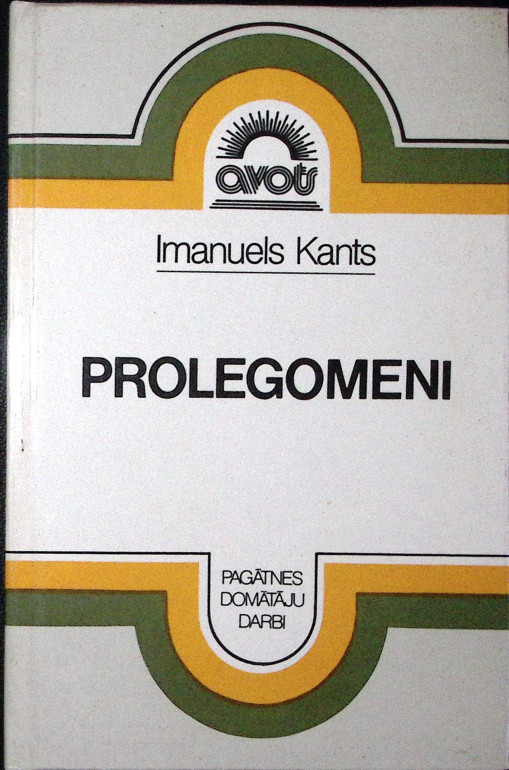 avots
Imanuels Kants
PROLEGOMENI
PAGĀTNES
DOMĀTĀJU
DARBI